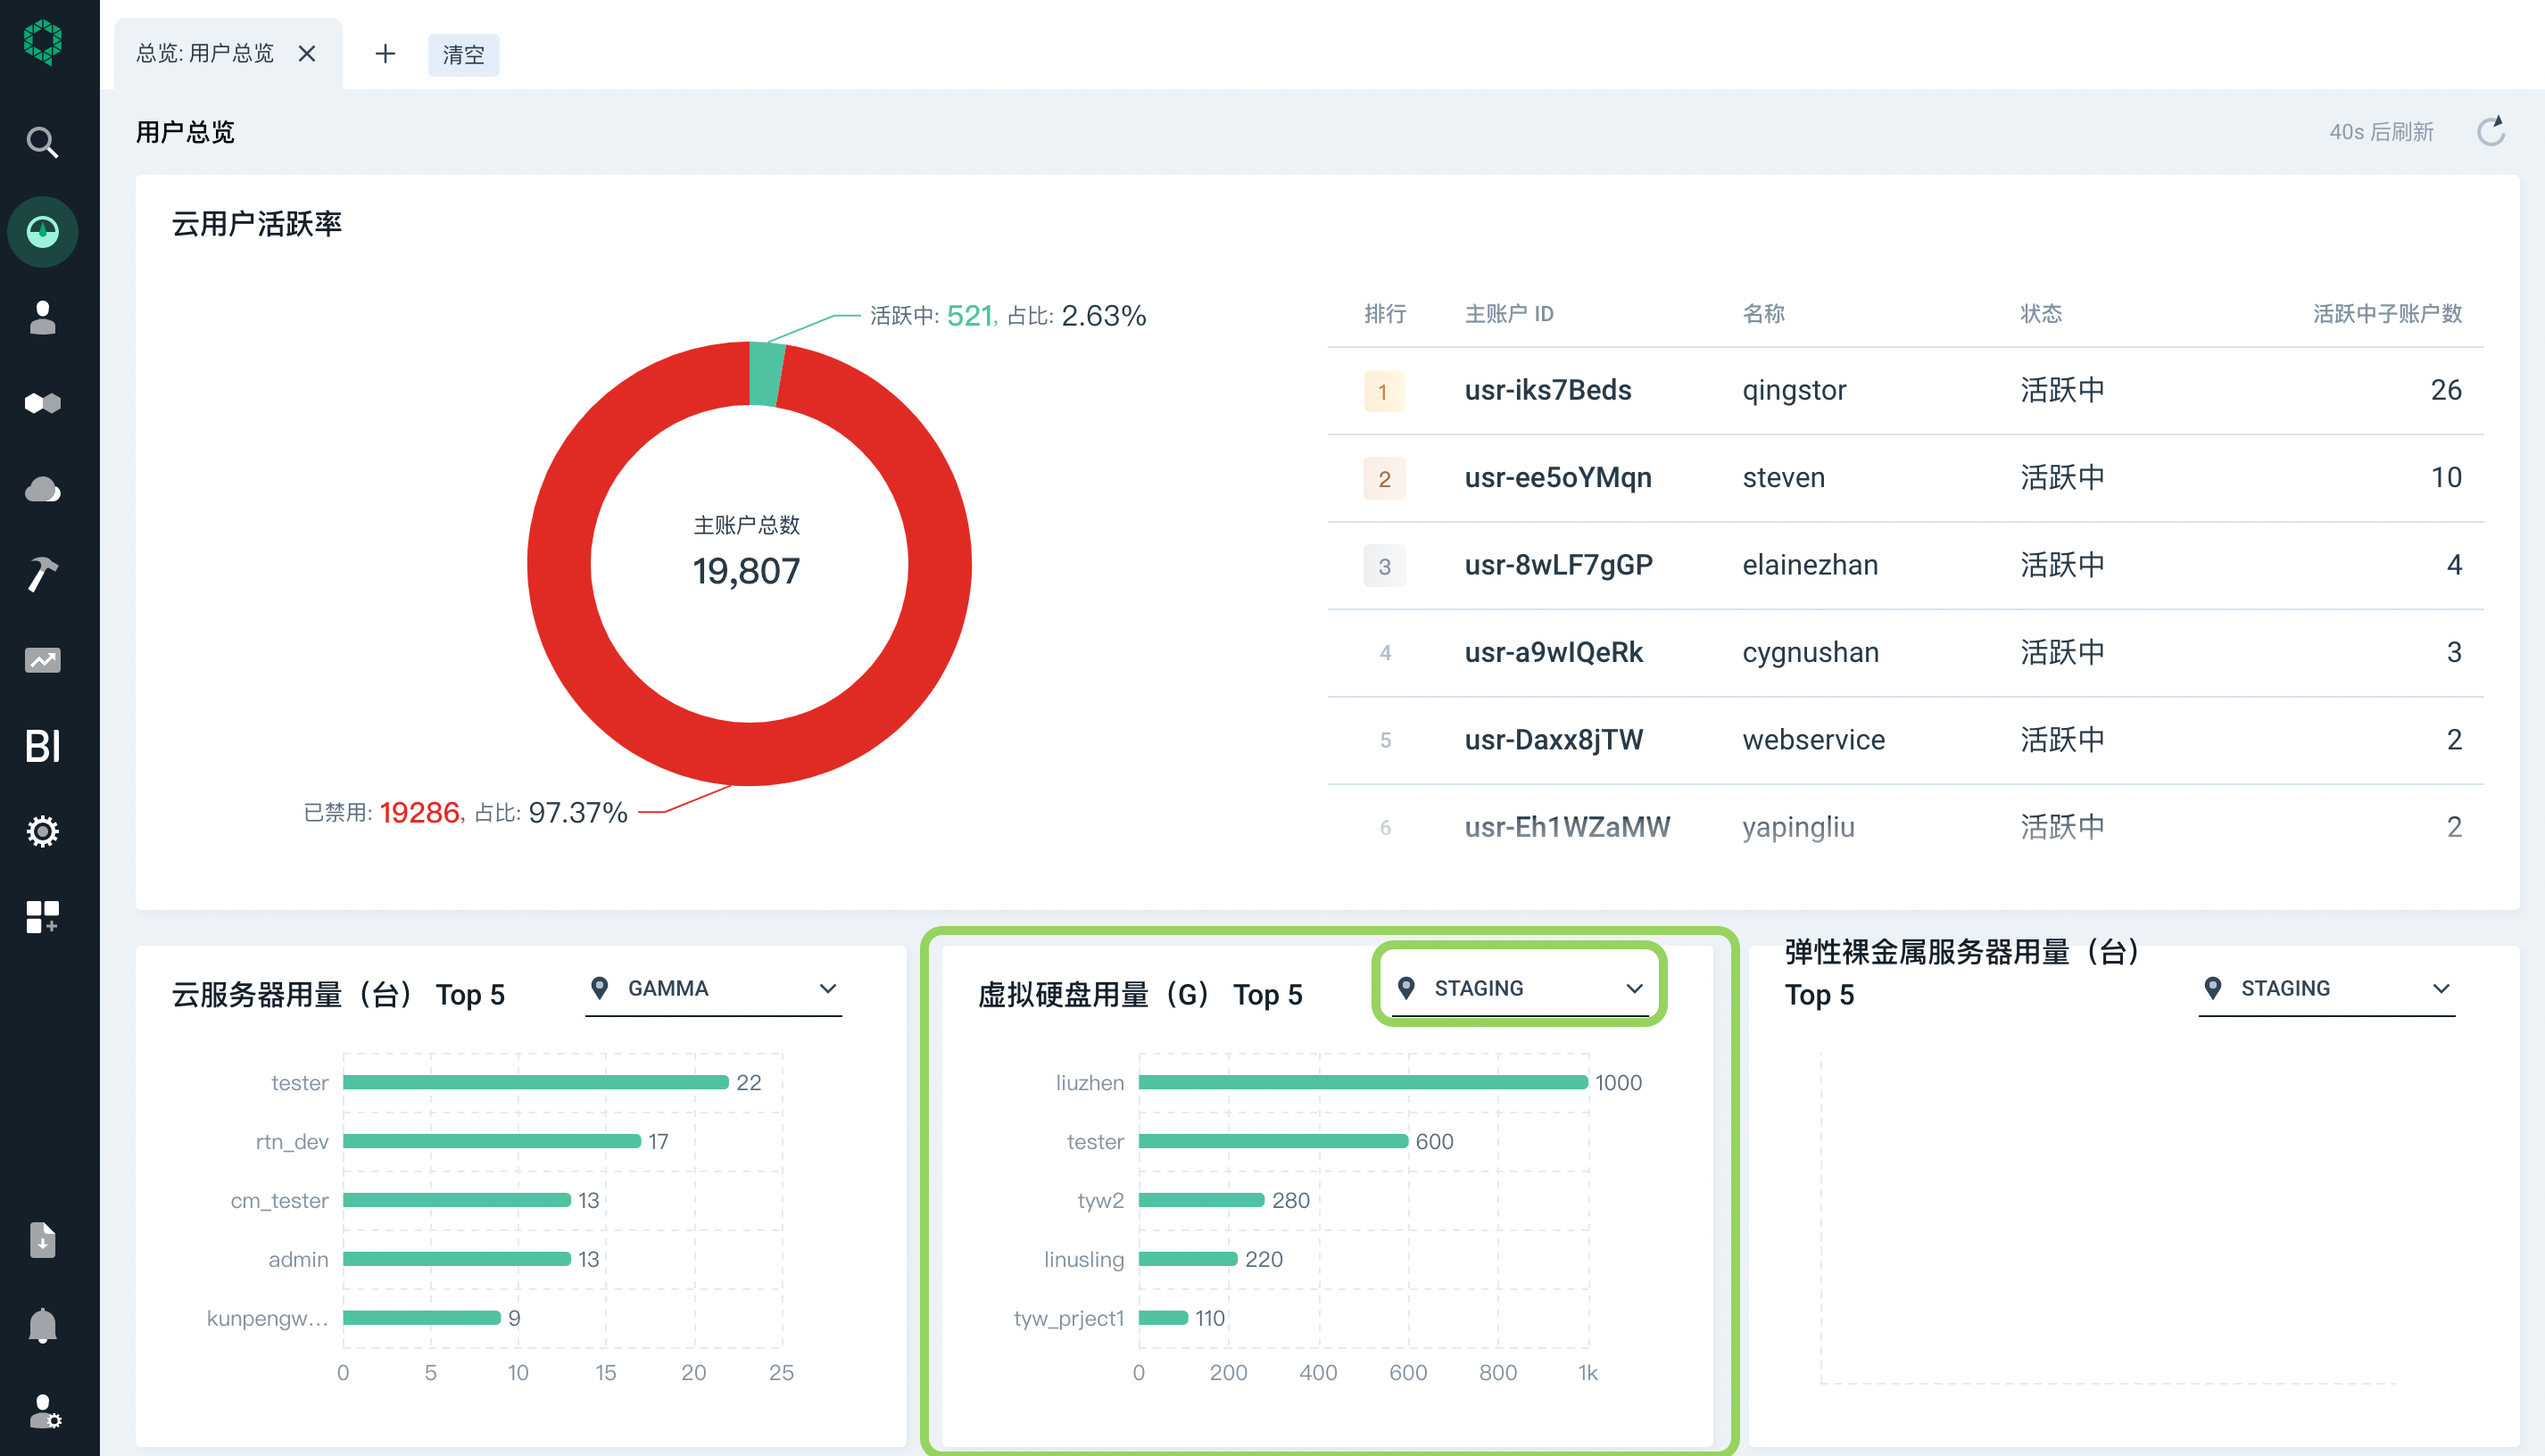 总览: 用户总览
清空
用户总览
40s 后刷新
云用户活跃率
活跃中: 521, 占比: 2.63%
主账户总数
19,807
已禁用: 19286, 占比: 97.37%
排行 主账户 ID 名称 状态 活跃中子账户数
1 usr-iks7Beds qingstor 活跃中 26
2 usr-ee5oYMqn steven 活跃中 10
3 usr-8wLF7gGP elainezhan 活跃中 4
4 usr-a9wIQeRk cygnushan 活跃中 3
5 usr-Daxx8jTW webservice 活跃中 2
6 usr-Eh1WZaMW yapingliu 活跃中 2
BI
云服务器用量（台） Top 5
GAMMA
tester 22
rtn_dev 17
cm_tester 13
admin 13
kunpengw... 9
0 5 10 15 20 25
虚拟硬盘用量（G） Top 5
STAGING
liuzhen 1000
tester 600
tyw2 280
linusling 220
tyw_prject1 110
0 200 400 600 800 1k
弹性裸金属服务器用量（台）
Top 5
STAGING